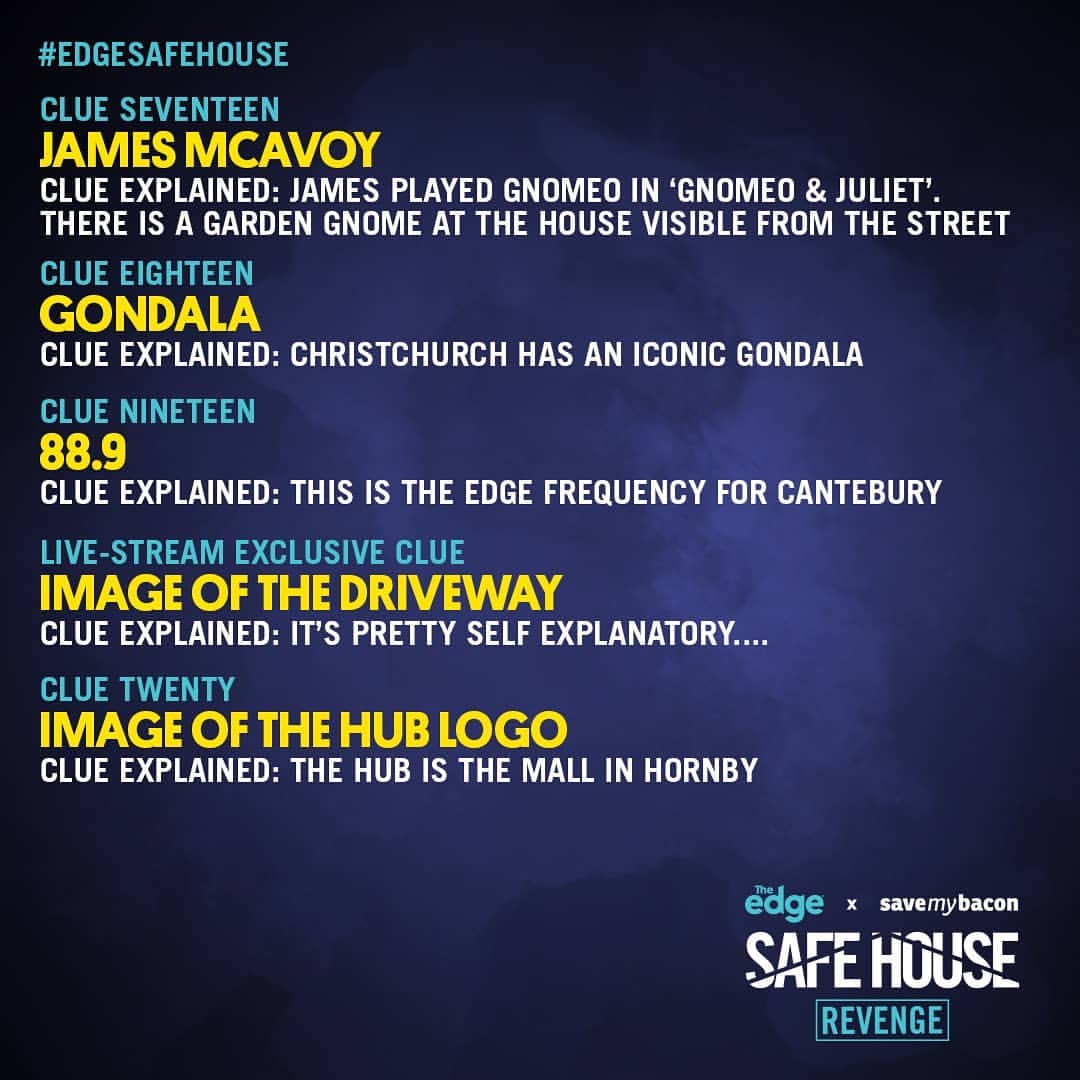 #EDGESAFEHOUSE
CLUE SEVENTEEN
JAMES MCAVOY
CLUE EXPLAINED: JAMES PLAYED GNOMEO IN ‘GNOMEO & JULIET’.
THERE IS A GARDEN GNOME AT THE HOUSE VISIBLE FROM THE STREET
CLUE EIGHTEEN
GONDALA
CLUE EXPLAINED: CHRISTCHURCH HAS AN ICONIC GONDALA
CLUE NINETEEN
88.9
CLUE EXPLAINED: THIS IS THE EDGE FREQUENCY FOR CANTEBURY
LIVE-STREAM EXCLUSIVE CLUE
IMAGE OF THE DRIVEWAY
CLUE EXPLAINED: IT’S PRETTY SELF EXPLANATORY....
CLUE TWENTY
IMAGE OF THE HUB LOGO
CLUE EXPLAINED: THE HUB IS THE MALL IN HORNBY
The edge x savemybacon
SAFE HOUSE
REVENGE